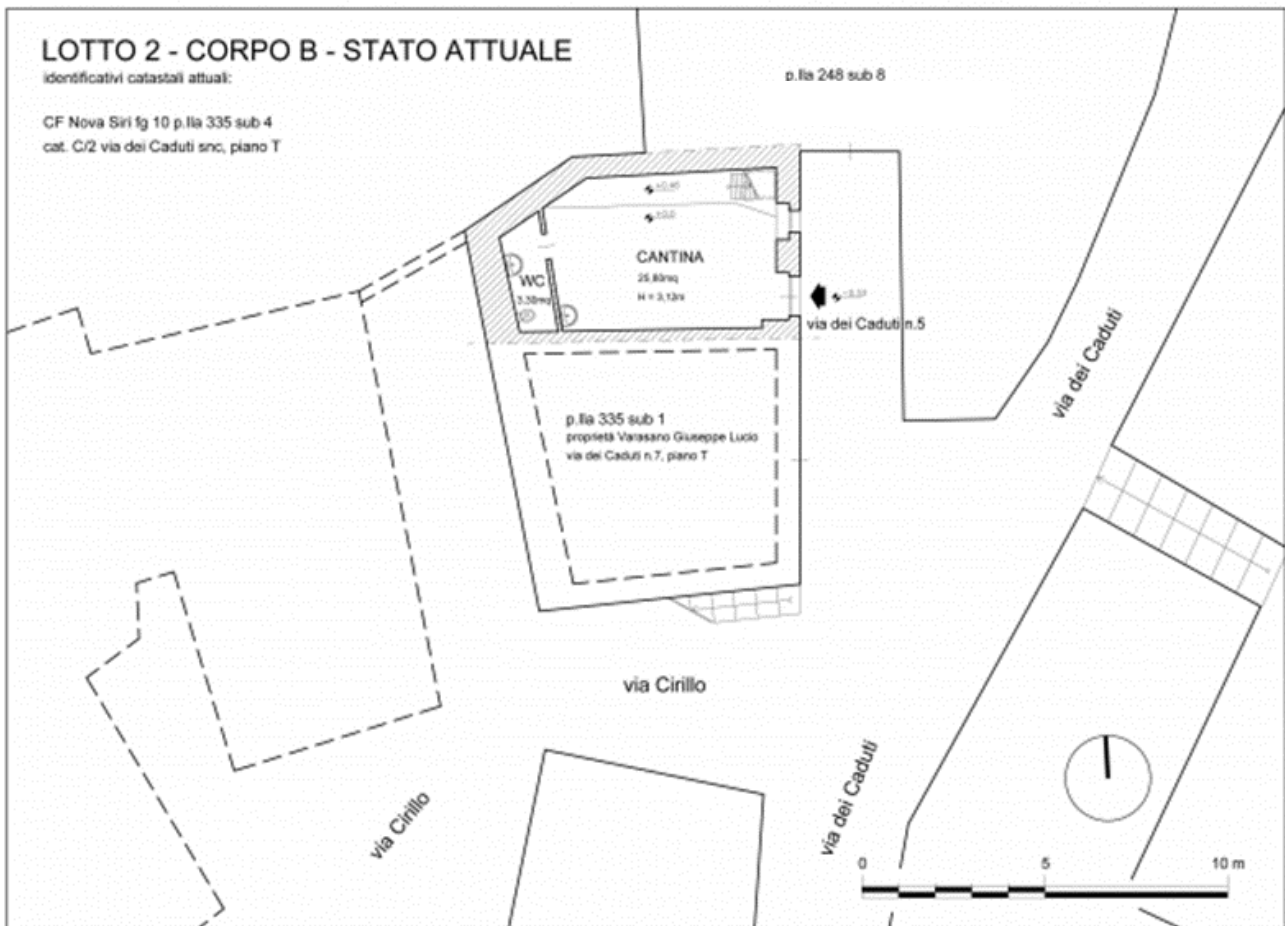 LOTTO 2 - CORPO B - STATO ATTUALE
identificativi catastali attuali:
CF Nova Siri fg 10 p.lla 335 sub 4
cat. C/2 via dei Caduti snc, piano T
p.lla 248 sub 8
CANTINA
25,80mq
H = 3,12m
WC
3,30mq
via dei Caduti n.5
via dei Caduti
p.lla 335 sub 1
proprietà Varasano Giuseppe Lucio
via dei Caduti n.7, piano T
via Cirillo
via Cirillo
via dei Caduti
0 5 10 m